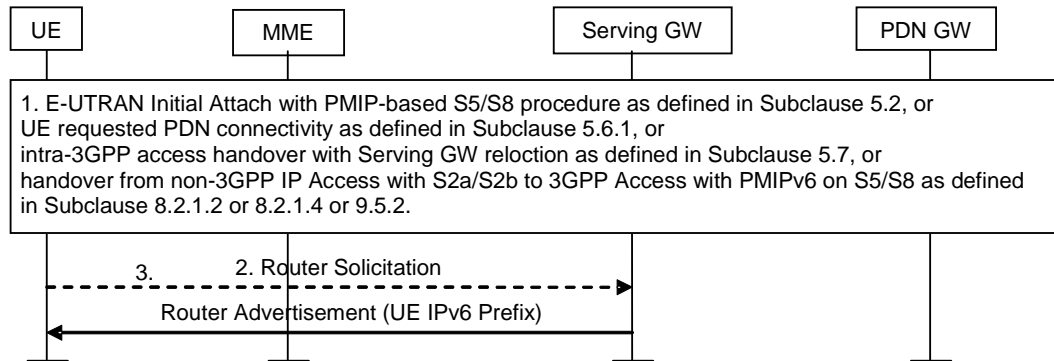 UE
MME
Serving GW
PDN GW
1. E-UTRAN Initial Attach with PMIP-based S5/S8 procedure as defined in Subclause 5.2, or
UE requested PDN connectivity as defined in Subclause 5.6.1, or
intra-3GPP access handover with Serving GW reloction as defined in Subclause 5.7, or
handover from non-3GPP IP Access with S2a/S2b to 3GPP Access with PMIPv6 on S5/S8 as defined
in Subclause 8.2.1.2 or 8.2.1.4 or 9.5.2.
3. 2. Router Solicitation
Router Advertisement (UE IPv6 Prefix)